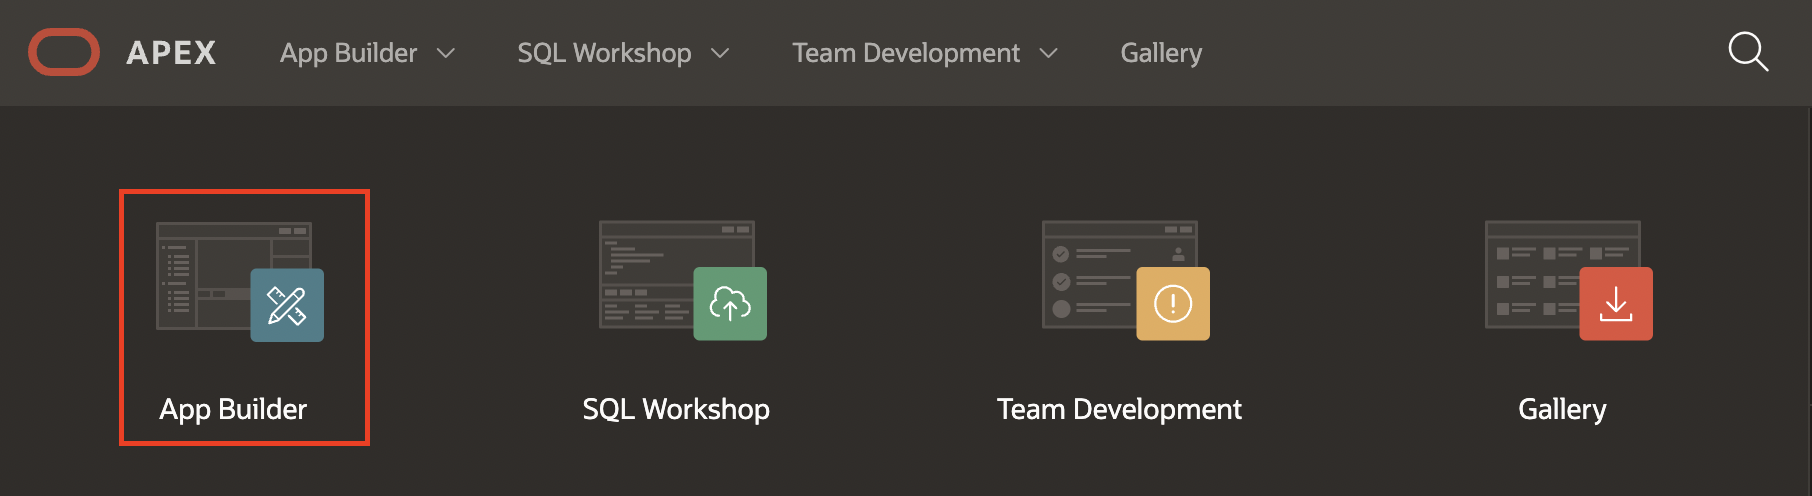 APEX App Builder SQL Workshop Team Development Gallery
App Builder SQL Workshop Team Development Gallery